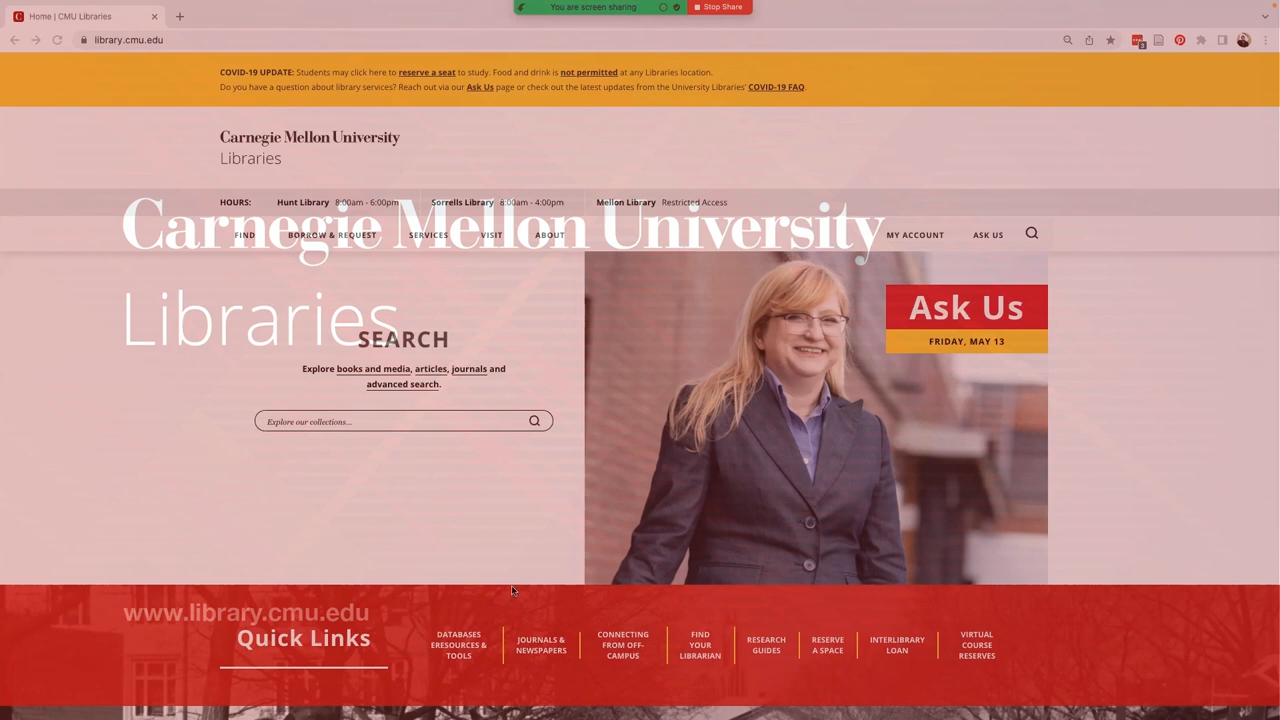 Home | CMU Libraries
You are screen sharing
Stop Share
library.cmu.edu
3
COVID-19 UPDATE: Students may click here to reserve a seat to study. Food and drink is not permitted at any Libraries location.
Do you have a question about library services? Reach out via our Ask Us page or check out the latest updates from the University Libraries' COVID-19 FAQ.
Carnegie Mellon University
Libraries
HOURS: Hunt Library 8:00am - 6:00pm Sorrells Library 8:00am - 4:00pm Mellon Library Restricted Access
Carnegie Mellon University
Libraries
FIND BORROW & REQUEST SERVICES VISIT ABOUT MY ACCOUNT ASK US
SEARCH
Explore books and media, articles, journals and
advanced search.
Explore our collections...
Ask Us
FRIDAY, MAY 13
www.library.cmu.edu
Quick Links
DATABASES
ERESOURCES &
TOOLS
JOURNALS &
NEWSPAPERS
CONNECTING
FROM OFF-
CAMPUS
FIND
YOUR
LIBRARIAN
RESEARCH
GUIDES
RESERVE
A SPACE
INTERLIBRARY
LOAN
VIRTUAL
COURSE
RESERVES